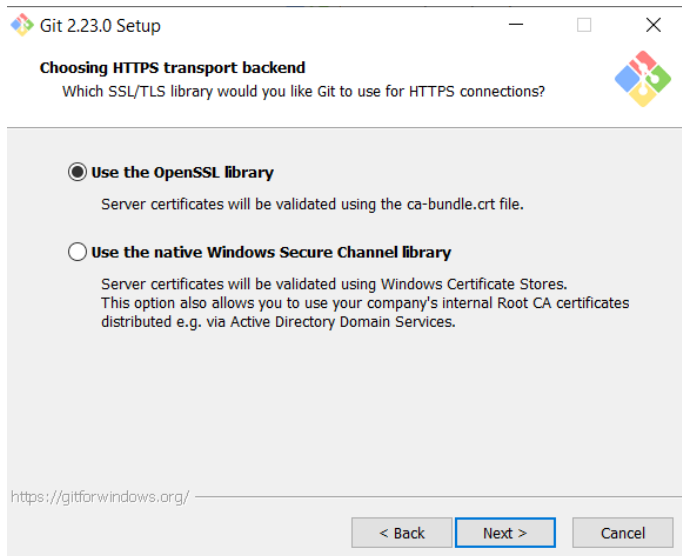 Git 2.23.0 Setup
Choosing HTTPS transport backend
Which SSL/TLS library would you like Git to use for HTTPS connections?
Use the OpenSSL library
Server certificates will be validated using the ca-bundle.crt file.
Use the native Windows Secure Channel library
Server certificates will be validated using Windows Certificate Stores.
This option also allows you to use your company's internal Root CA certificates
distributed e.g. via Active Directory Domain Services.
https://gitforwindows.org/
< Back Next > Cancel